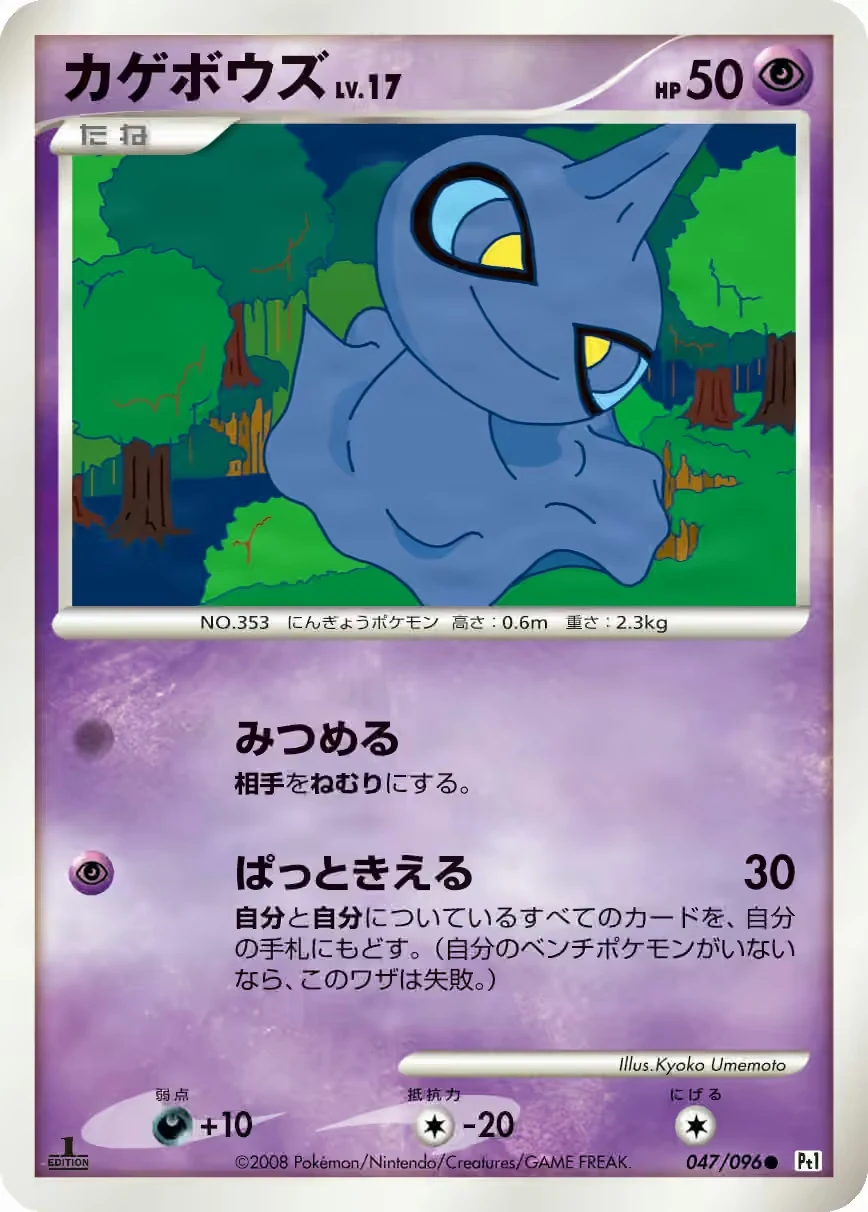 カゲボウズ LV.17 HP 50
たね
NO.353 にんぎょうポケモン 高さ：0.6m 重さ：2.3kg
みつめる
相手をねむりにする。
ぱっときえる 30
自分と自分についているすべてのカードを、自分
の手札にもどす。（自分のベンチポケモンがいない
なら、このワザは失敗。）
Illus.Kyoko Umemoto
弱点 抵抗力 にげる
+10 -20
1 EDITION
©2008 Pokémon/Nintendo/Creatures/GAME FREAK. 047/096 Pt1